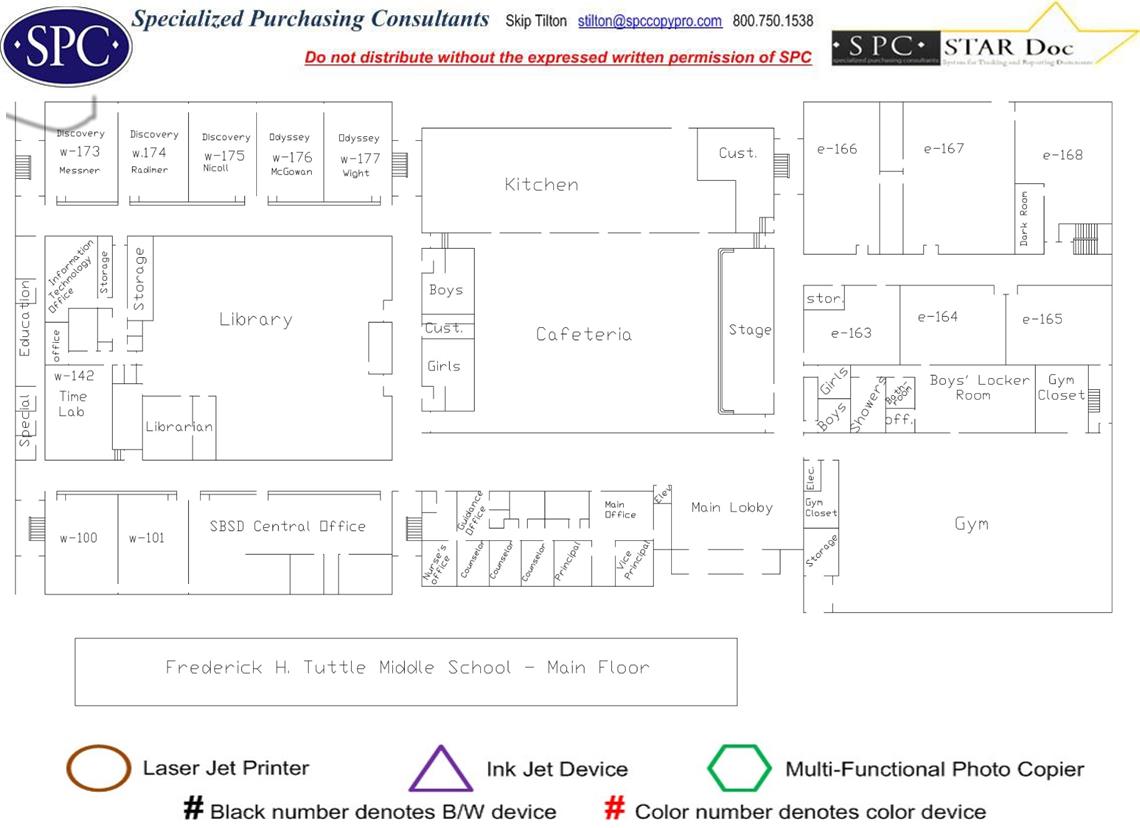 SPC
Specialized Purchasing Consultants Skip Tilton stilton@spccopypro.com 800.750.1538
Do not distribute without the expressed written permission of SPC
· S P C · STAR Doc
specialized purchasing consultants System for Tracking and Reporting Documents
Discovery
w-173
Messner
Discovery
w.174
Radimer
Discovery
w-175
Nicoll
Odyssey
w-176
McGowan
Odyssey
w-177
Wight
Kitchen
Cust.
e-166
e-167
e-168
Dark Room
Special Education
Information
Technology
Office
Storage
Storage
Library
office
w-142
Time
Lab
Librarian
Boys
Cust.
Girls
Cafeteria
Stage
stor.
e-163
e-164
e-165
Girls
Boys
Showers
Bath-
room
off.
Boys' Locker
Room
Gym
Closet
w-100
w-101
SBSD Central Office
Guidance
Office
Nurse's
office
Counselor
Counselor
Counselor
Principal
Vice
Principal
Main
Office
Elev
Main Lobby
Elec.
Gym
Closet
Storage
Gym
Frederick H. Tuttle Middle School - Main Floor
Laser Jet Printer
Ink Jet Device
Multi-Functional Photo Copier
# Black number denotes B/W device
# Color number denotes color device